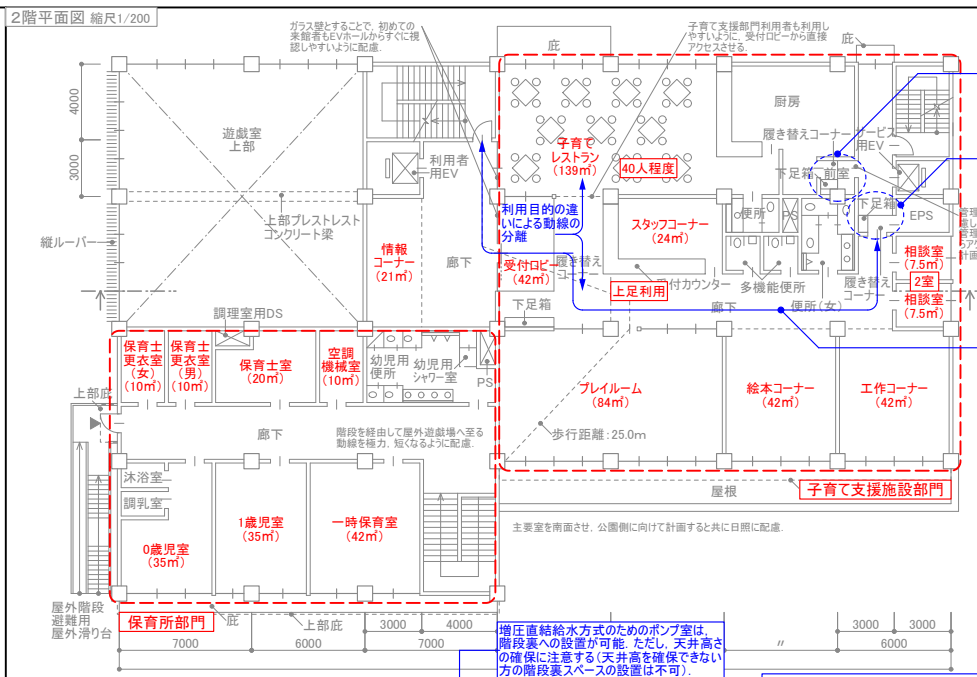 2階平面図 縮尺1/200
ガラス壁とすることで, 初めての
来館者もEVホールからすぐに視
認しやすいように配慮.
子育て支援部門利用者も利用し
やすいように, 受付ロビーから直接
アクセスさせる.
庇
庇
4000
3000
遊戯室
上部
利用者
用EV
子育て
レストラン
(139㎡)
40人程度
厨房
履き替えコーナー
サービス
用EV
下足箱
前室
下足箱
EPS
上部プレストレスト
コンクリート梁
縦ルーバー
情報
コーナー
(21㎡)
廊下
利用目的の違
いによる動線の
分離
受付ロビー
(42㎡)
履き替え
コーナー
スタッフコーナー
(24㎡)
便所
PS
上足利用
受付カウンター
多機能便所
便所(女)
履き替え
コーナー
相談室
(7.5㎡)
2室
相談室
(7.5㎡)
管理
慮し
管理
らアク
計画
下足箱
廊下
調理室用DS
保育士
更衣室
(女)
(10㎡)
保育士
更衣室
(男)
(10㎡)
保育士室
(20㎡)
空調
機械室
(10㎡)
幼児用
便所
幼児用
シャワー室
PS
プレイルーム
(84㎡)
絵本コーナー
(42㎡)
工作コーナー
(42㎡)
上部庇
廊下
階段を経由して屋外遊戯場へ至る
動線を極力, 短くなるように配慮.
歩行距離:25.0m
沐浴室
調乳室
0歳児室
(35㎡)
1歳児室
(35㎡)
一時保育室
(42㎡)
屋根
子育て支援施設部門
主要室を南面させ, 公園側に向けて計画すると共に日照に配慮.
屋外階段
避難用
屋外滑り台
保育所部門
庇
上部庇
3000
4000
3000
3000
7000
6000
7000
〃
6000
増圧直結給水方式のためのポンプ室は,
階段裏への設置が可能. ただし, 天井高さ
の確保に注意する(天井高を確保できない
方の階段裏スペースの設置は不可).